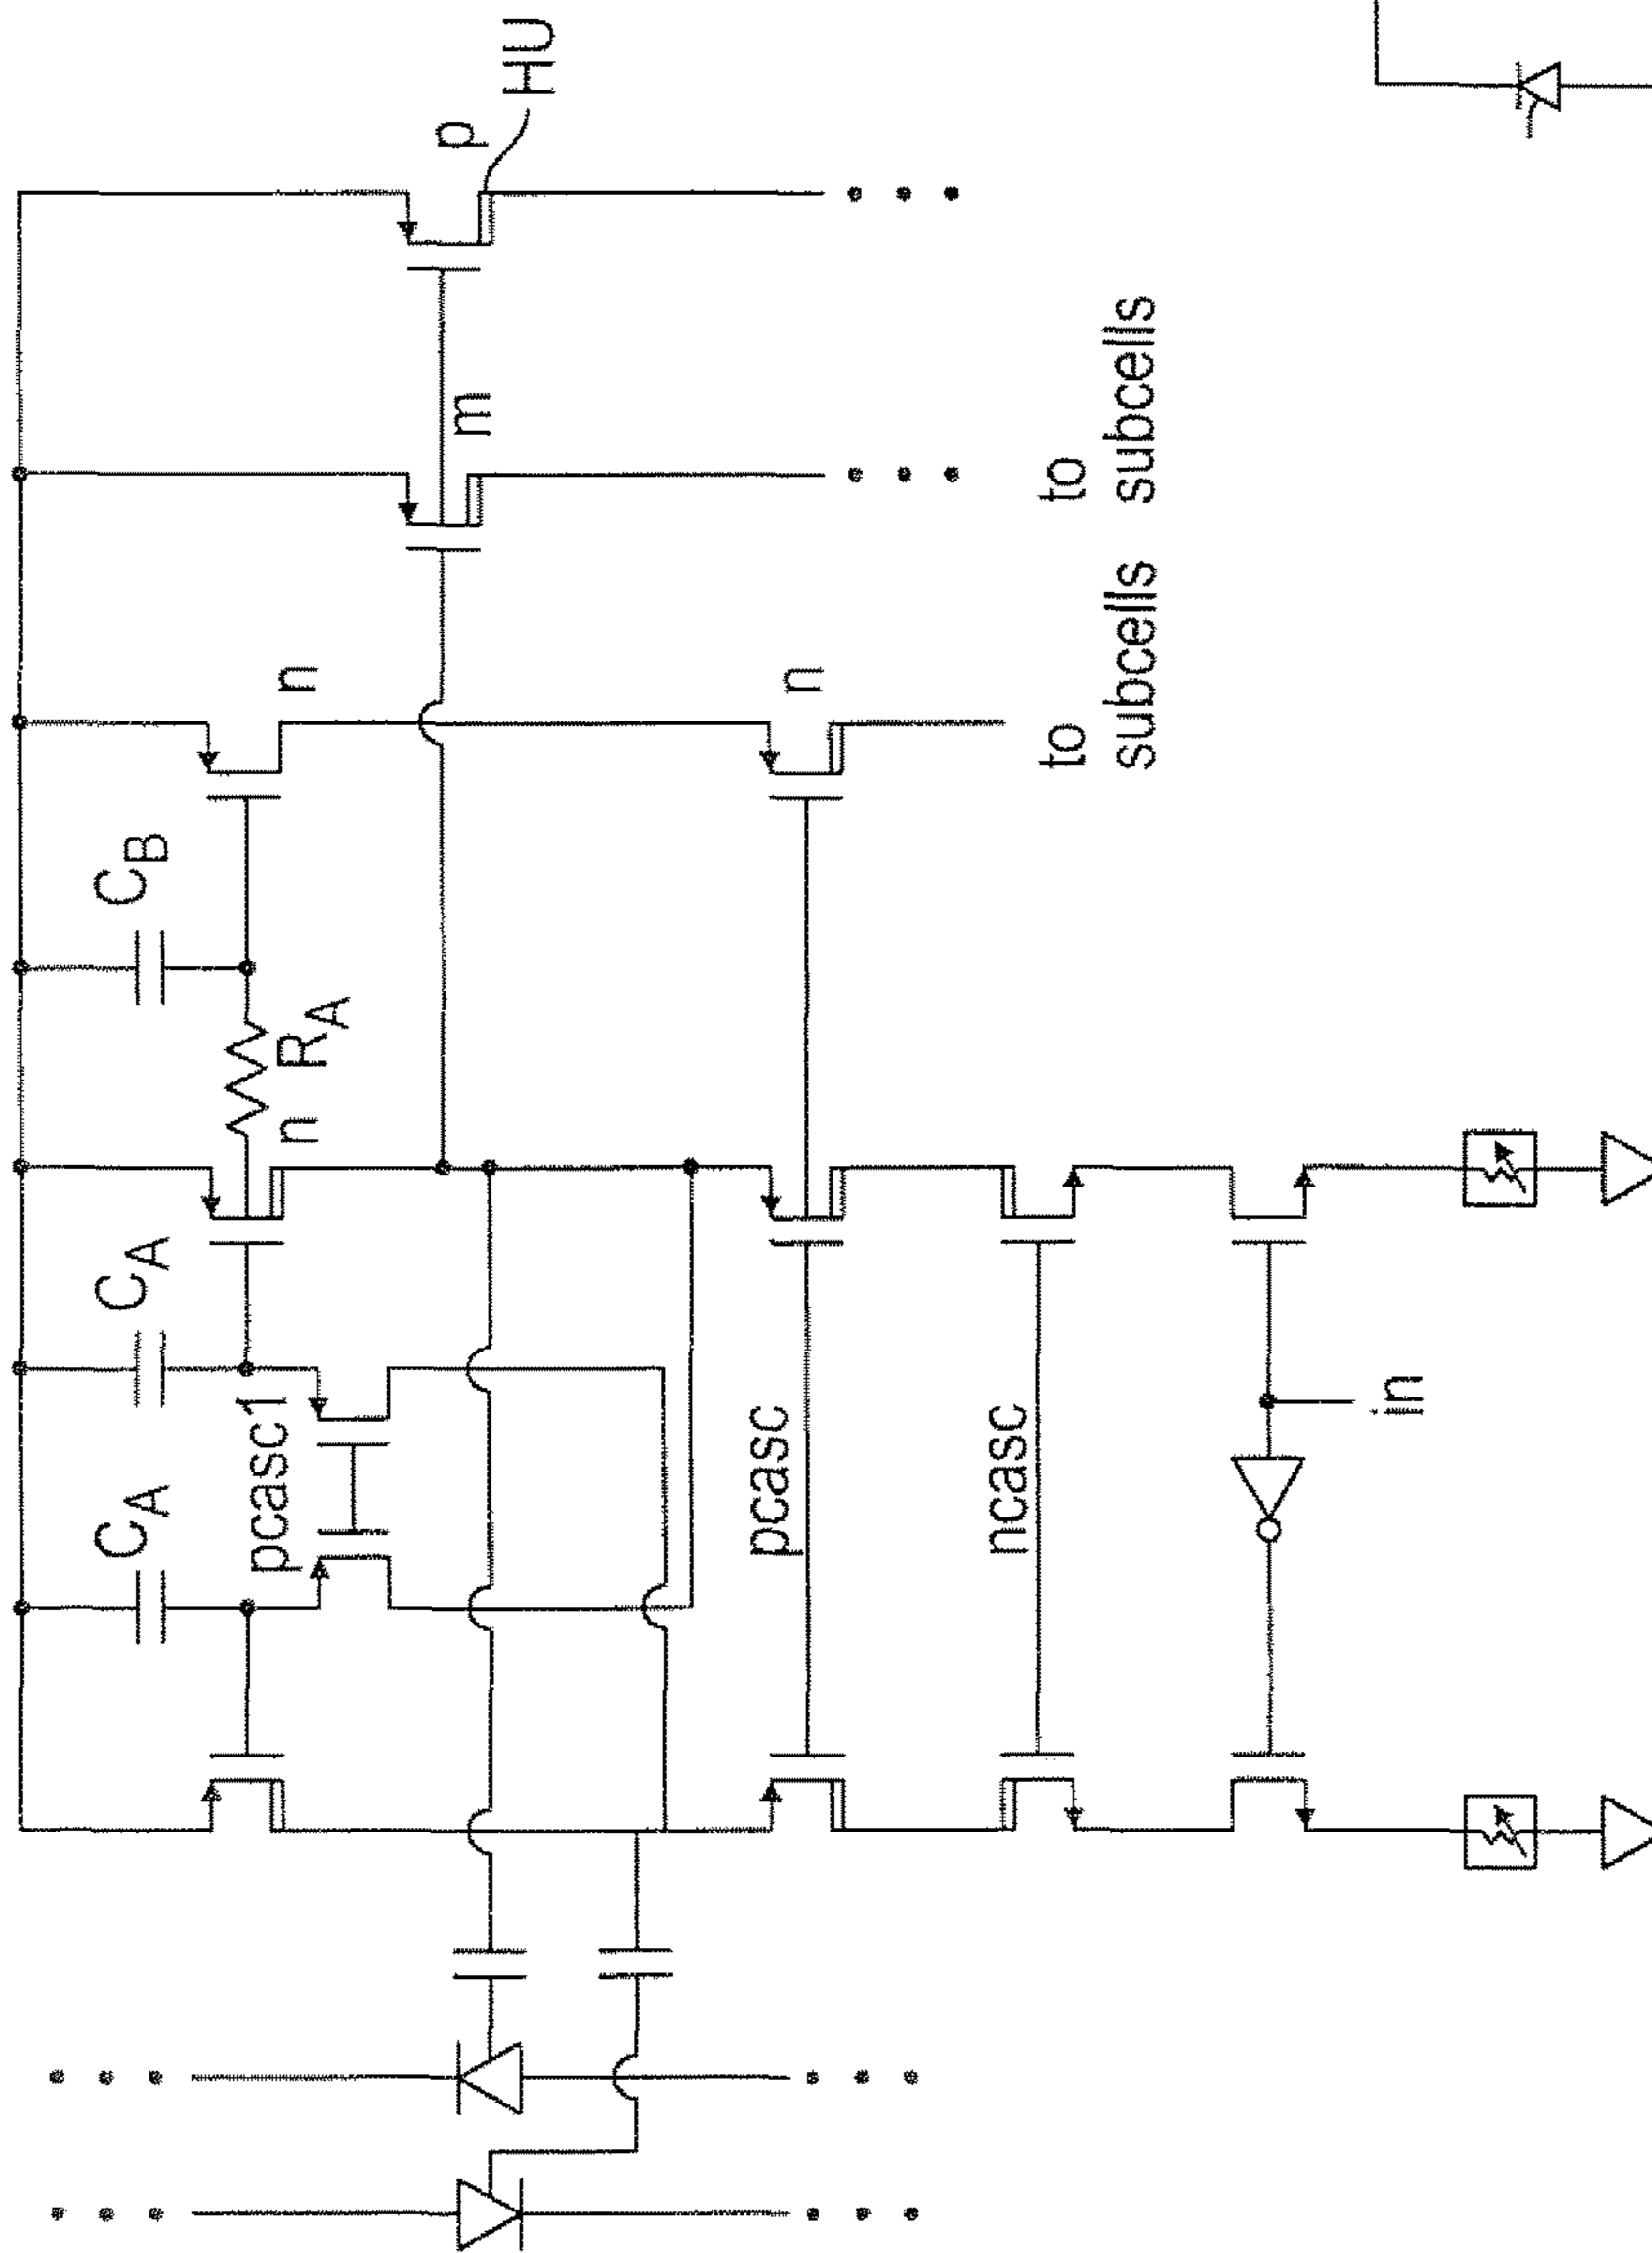 HU
p
m
to
subcells
n
n
to
subcells
C_B
R_A
n
C_A
C_A
pcasc1
pcasc
ncasc
in